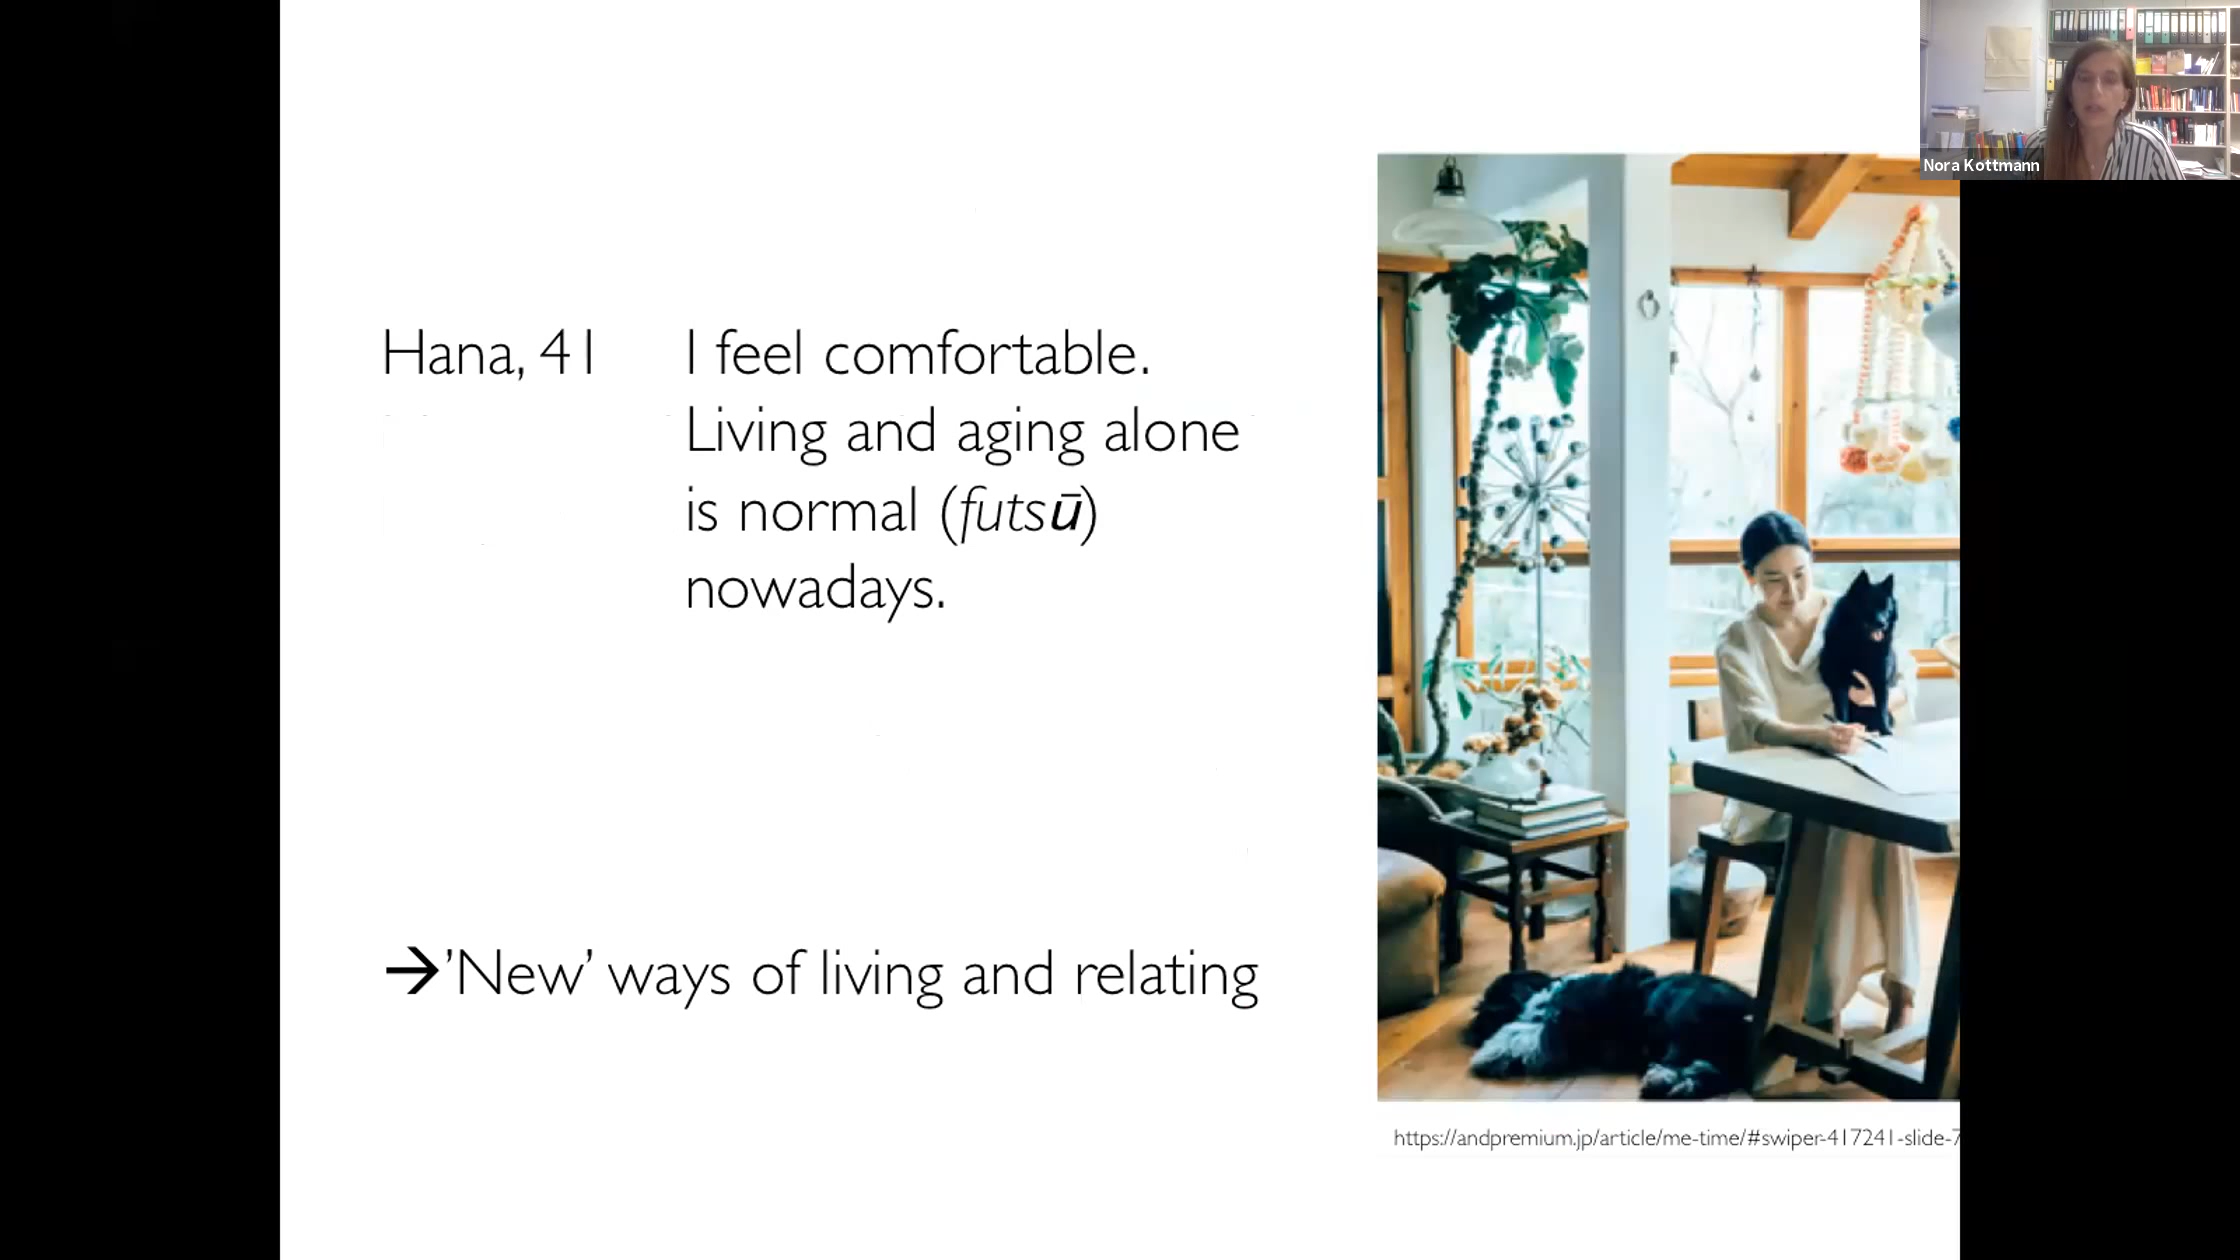 Nora Kottmann
Hana, 41
I feel comfortable.
Living and aging alone
is normal (futsū)
nowadays.
→’New’ ways of living and relating
https://andpremium.jp/article/me-time/#swiper-417241-slide-7